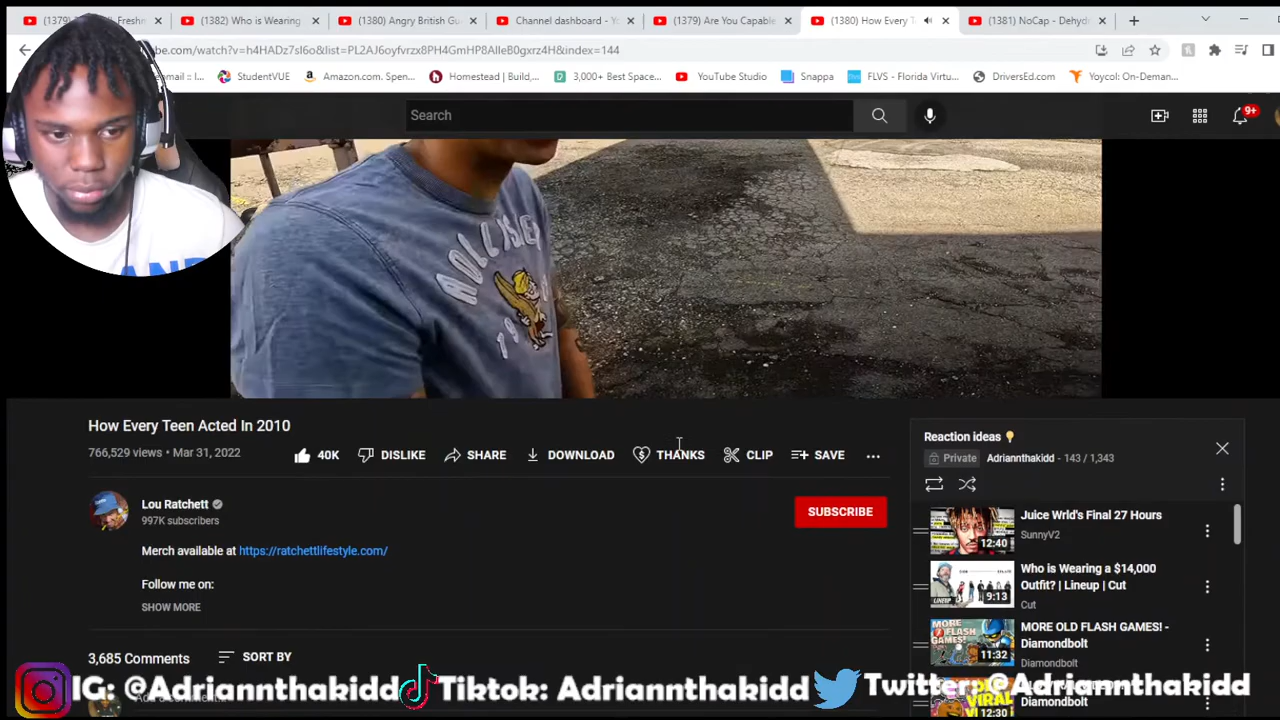 (1382) Who is Wearing
(1380) Angry British Gu
Channel dashboard - Yo
(1379) Are You Capable
(1380) How Every T
(1381) NoCap - Dehydr
be.com/watch?v=h4HADz7sI6o&list=PL2AJ6oyfvrzx8PH4GmHP8AlleB0gxrz4H&index=144
StudentVUE
Amazon.com. Spen...
Homestead | Build,...
3,000+ Best Space...
YouTube Studio
Snappa
FLVS - Florida Virtu...
DriversEd.com
Yoycol: On-Deman...
Search
9+
How Every Teen Acted In 2010
766,529 views • Mar 31, 2022
40K DISLIKE SHARE DOWNLOAD THANKS CLIP SAVE
Lou Ratchett
997K subscribers
SUBSCRIBE
Merch available at https://ratchettlifestyle.com/
Follow me on:
SHOW MORE
3,685 Comments SORT BY
Reaction ideas
Private Adriannthakidd - 143 / 1,343
Juice Wrld's Final 27 Hours
SunnyV2
12:40
Who is Wearing a $14,000
Outfit? | Lineup | Cut
Cut
9:13
MORE OLD FLASH GAMES! -
Diamondbolt
Diamondbolt
11:32
Diamondbolt
12:30
IG: @Adriannthakidd Tiktok: Adriannthakidd Twitter: @Adriannthakidd